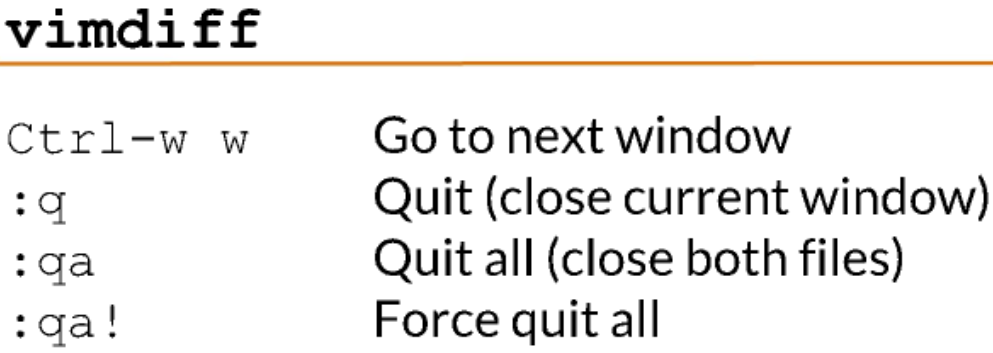 vimdiff
Ctrl-w w Go to next window
:q Quit (close current window)
:qa Quit all (close both files)
:qa! Force quit all